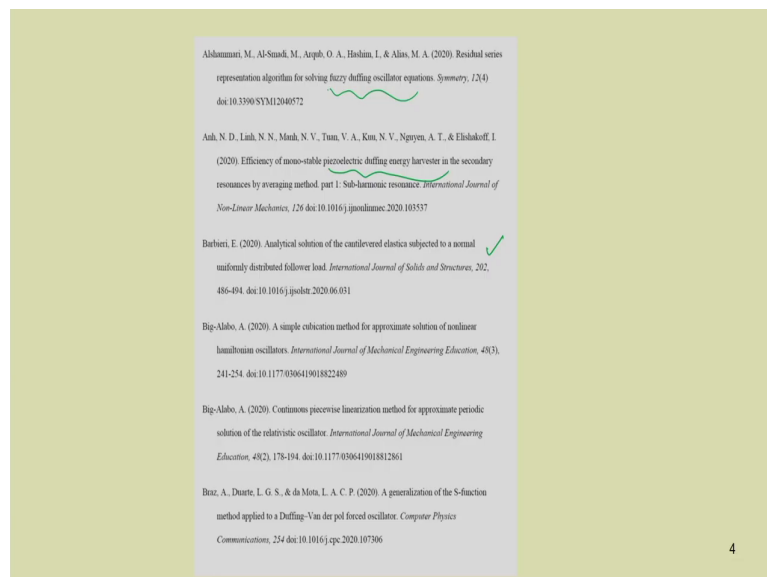 Alshammari, M., Al-Smadi, M., Arqub, O. A., Hashim, I., & Alias, M. A. (2020). Residual series
representation algorithm for solving fuzzy duffing oscillator equations. Symmetry, 12(4)
doi:10.3390/SYM12040572
Anh, N. D., Linh, N. N., Manh, N. V., Tuan, V. A., Kuu, N. V., Nguyen, A. T., & Elishakoff, I.
(2020). Efficiency of mono-stable piezoelectric duffing energy harvester in the secondary
resonances by averaging method. part 1: Sub-harmonic resonance. International Journal of
Non-Linear Mechanics, 126 doi:10.1016/j.ijnonlinmec.2020.103537
Barbieri, E. (2020). Analytical solution of the cantilevered elastica subjected to a normal
uniformly distributed follower load. International Journal of Solids and Structures, 202,
486-494. doi:10.1016/j.ijsolstr.2020.06.031
Big-Alabo, A. (2020). A simple cubication method for approximate solution of nonlinear
hamiltonian oscillators. International Journal of Mechanical Engineering Education, 48(3),
241-254. doi:10.1177/0306419018822489
Big-Alabo, A. (2020). Continuous piecewise linearization method for approximate periodic
solution of the relativistic oscillator. International Journal of Mechanical Engineering
Education, 48(2), 178-194. doi:10.1177/0306419018812861
Braz, A., Duarte, L. G. S., & da Mota, L. A. C. P. (2020). A generalization of the S-function
method applied to a Duffing–Van der pol forced oscillator. Computer Physics
Communications, 254 doi:10.1016/j.cpc.2020.107306
4